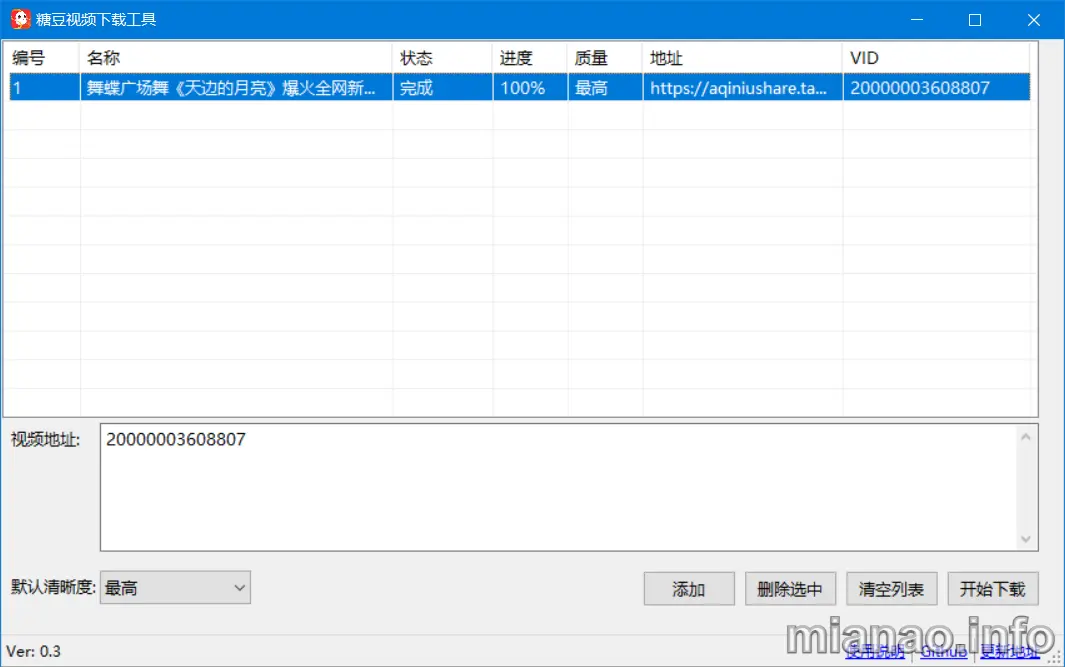 糖豆视频下载工具
编号 名称 状态 进度 质量 地址 VID
1 舞蝶广场舞《天边的月亮》爆火全网新... 完成 100% 最高 https://aqiniushare.ta... 20000003608807
视频地址: 20000003608807
默认清晰度: 最高 添加 删除选中 清空列表 开始下载
mianao.info
Ver: 0.3 使用说明 | Github | 更新地址